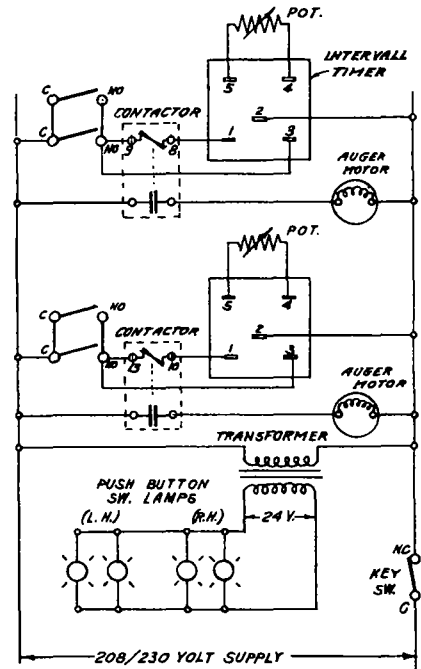 POT.
INTERVALL
TIMER
5 4
C NO
2
CONTACTOR
C NO 9 8 1 3
AUGER
MOTOR
POT.
5 4
C NO
2
CONTACTOR
C NO 13 10 1 3
AUGER
MOTOR
TRANSFORMER
PUSH BUTTON
SW. LAMPS
(L.H.) (R.H.) 24 V.
N.C.
KEY
SW.
C
208/230 VOLT SUPPLY